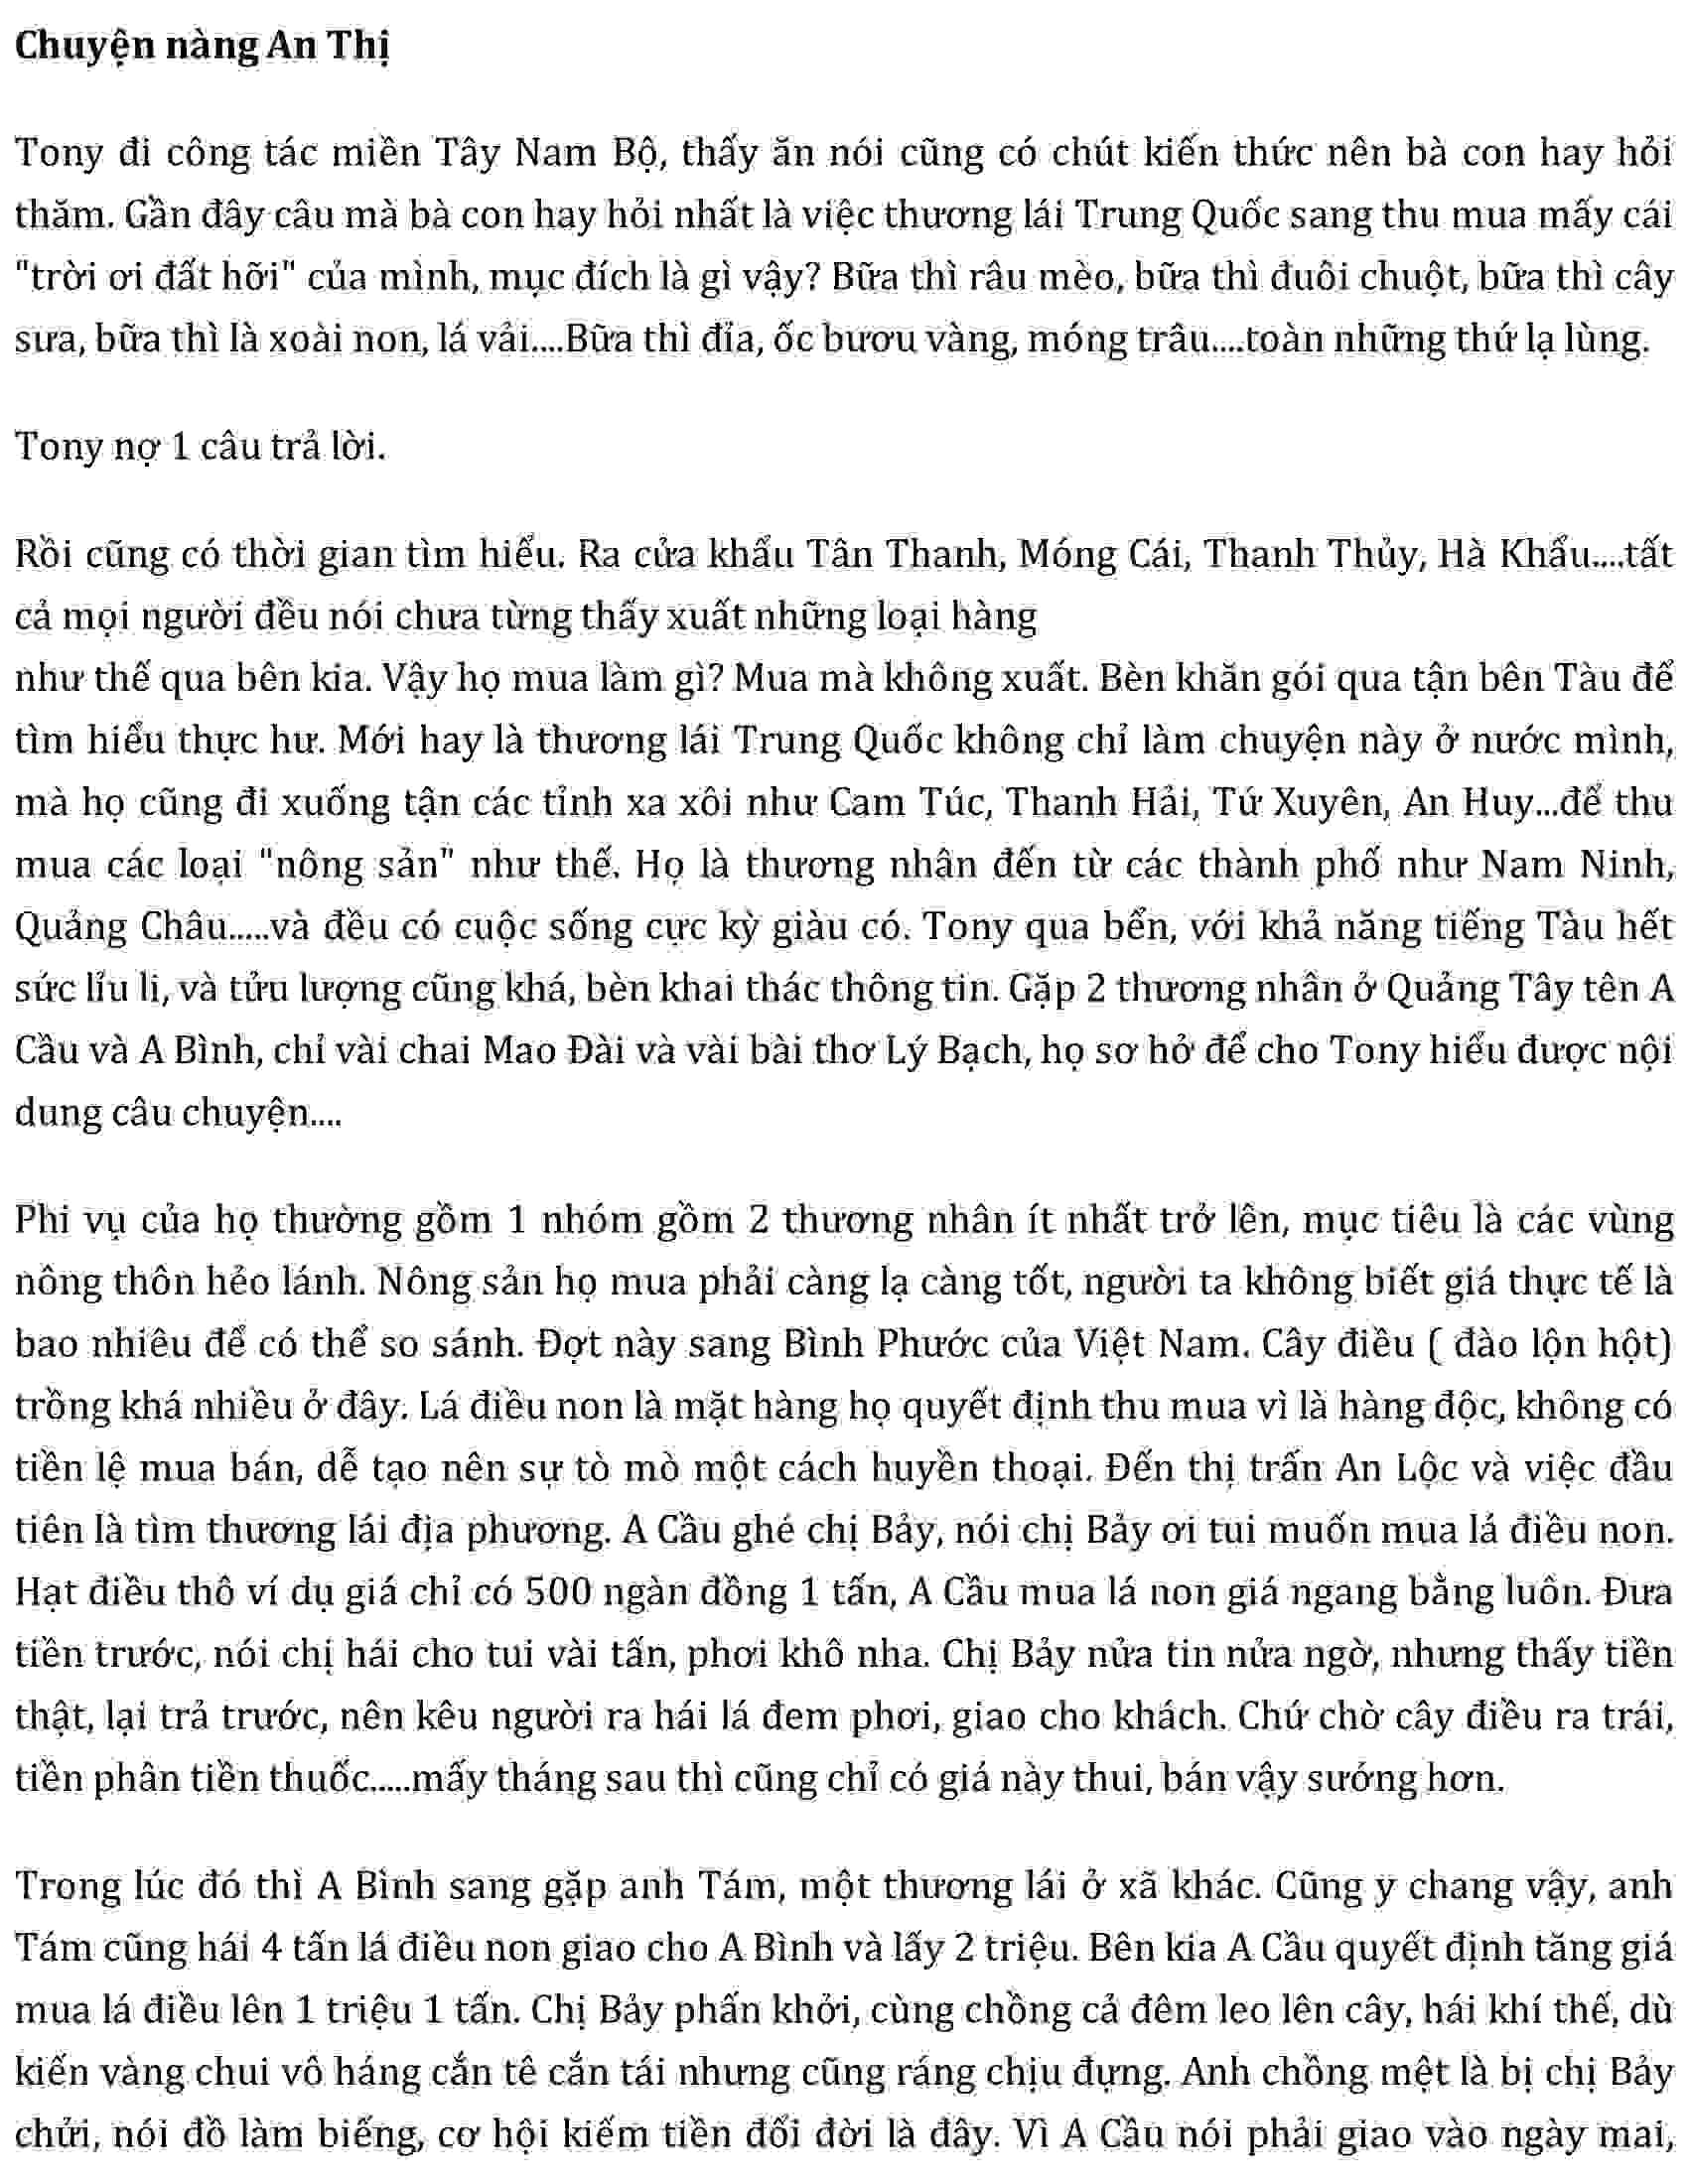 Chuyện nàng An Thị
Tony đi công tác miền Tây Nam Bộ, thấy ăn nói cũng có chút kiến thức nên bà con hay hỏi
thăm. Gần đây câu mà bà con hay hỏi nhất là việc thương lái Trung Quốc sang thu mua mấy cái
"trời ơi đất hỡi" của mình, mục đích là gì vậy? Bữa thì râu mèo, bữa thì đuôi chuột, bữa thì cây
sưa, bữa thì là xoài non, lá vải....Bữa thì đỉa, ốc bươu vàng, móng trâu....toàn những thứ lạ lùng.
Tony nợ 1 câu trả lời.
Rồi cũng có thời gian tìm hiểu. Ra cửa khẩu Tân Thanh, Móng Cái, Thanh Thủy, Hà Khẩu....tất
cả mọi người đều nói chưa từng thấy xuất những loại hàng
như thế qua bên kia. Vậy họ mua làm gì? Mua mà không xuất. Bèn khăn gói qua tận bên Tàu để
tìm hiểu thực hư. Mới hay là thương lái Trung Quốc không chỉ làm chuyện này ở nước mình,
mà họ cũng đi xuống tận các tỉnh xa xôi như Cam Túc, Thanh Hải, Tứ Xuyên, An Huy...để thu
mua các loại "nông sản" như thế. Họ là thương nhân đến từ các thành phố như Nam Ninh,
Quảng Châu.....và đều có cuộc sống cực kỳ giàu có. Tony qua bển, với khả năng tiếng Tàu hết
sức líu li, và tửu lượng cũng khá, bèn khai thác thông tin. Gặp 2 thương nhân ở Quảng Tây tên A
Cầu và A Bình, chỉ vài chai Mao Đài và vài bài thơ Lý Bạch, họ sơ hở để cho Tony hiểu được nội
dung câu chuyện....
Phi vụ của họ thường gồm 1 nhóm gồm 2 thương nhân ít nhất trở lên, mục tiêu là các vùng
nông thôn hẻo lánh. Nông sản họ mua phải càng lạ càng tốt, người ta không biết giá thực tế là
bao nhiêu để có thể so sánh. Đợt này sang Bình Phước của Việt Nam. Cây điều ( đào lộn hột)
trồng khá nhiều ở đây. Lá điều non là mặt hàng họ quyết định thu mua vì là hàng độc, không có
tiền lệ mua bán, dễ tạo nên sự tò mò một cách huyền thoại. Đến thị trấn An Lộc và việc đầu
tiên là tìm thương lái địa phương. A Cầu ghé chị Bảy, nói chị Bảy ơi tui muốn mua lá điều non.
Hạt điều thô ví dụ giá chỉ có 500 ngàn đồng 1 tấn, A Cầu mua lá non giá ngang bằng luôn. Đưa
tiền trước, nói chị hái cho tui vài tấn, phơi khô nha. Chị Bảy nửa tin nửa ngờ, nhưng thấy tiền
thật, lại trả trước, nên kêu người ra hái lá đem phơi, giao cho khách. Chứ chờ cây điều ra trái,
tiền phân tiền thuốc.....mấy tháng sau thì cũng chỉ có giá này thui, bán vậy sướng hơn.
Trong lúc đó thì A Bình sang gặp anh Tám, một thương lái ở xã khác. Cũng y chang vậy, anh
Tám cũng hái 4 tấn lá điều non giao cho A Bình và lấy 2 triệu. Bên kia A Cầu quyết định tăng giá
mua lá điều lên 1 triệu 1 tấn. Chị Bảy phấn khởi, cùng chồng cả đêm leo lên cây, hái khí thế, dù
kiến vàng chui vô háng cắn tê cắn tái nhưng cũng ráng chịu đựng. Anh chồng mệt là bị chị Bảy
chửi, nói đồ làm biếng, cơ hội kiếm tiền đổi đời là đây. Vì A Cầu nói phải giao vào ngày mai,